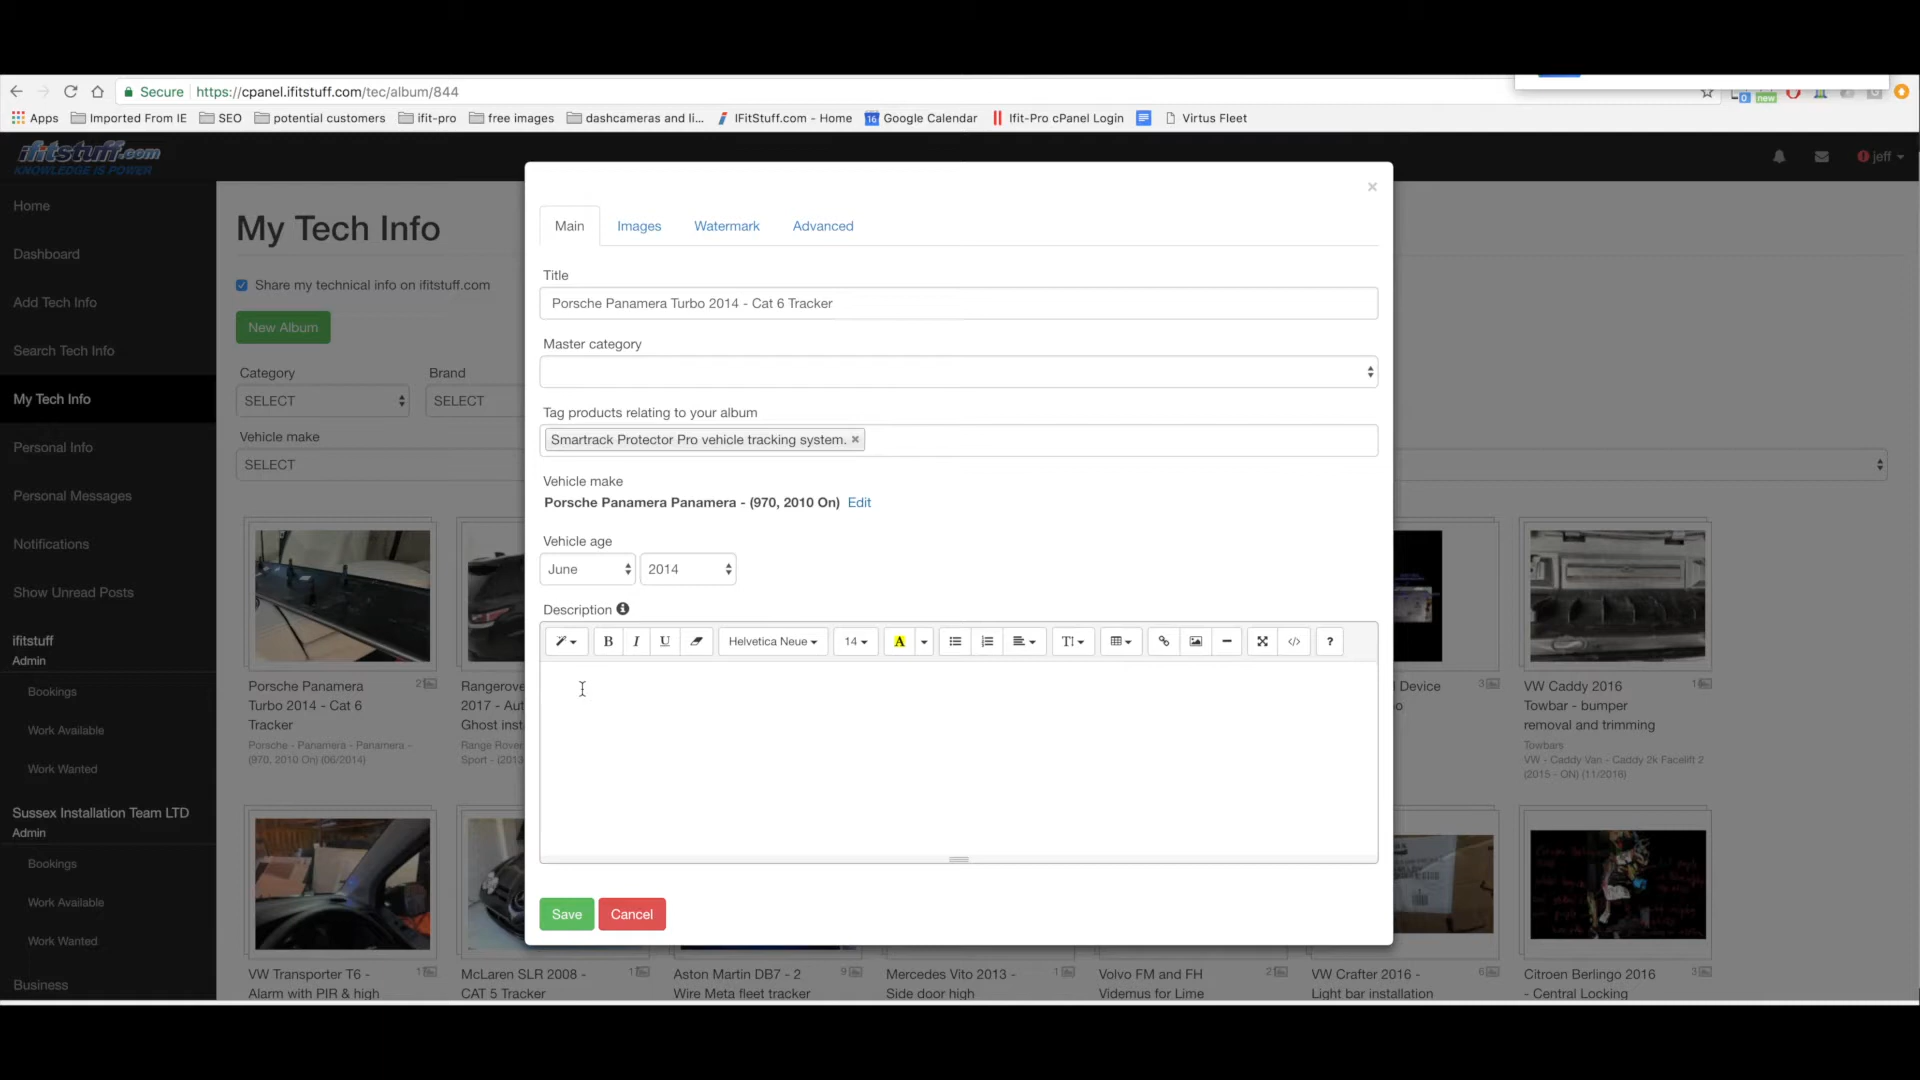 Secure https://cpanel.ifitstuff.com/tec/album/844
0 new
Apps Imported From IE SEO potential customers ifit-pro free images dashcameras and li... IFitStuff.com - Home 16 Google Calendar Ifit-Pro cPanel Login Virtus Fleet
ifitstuff.com
KNOWLEDGE IS POWER
jeff
Home
Dashboard
Add Tech Info
Search Tech Info
My Tech Info
Personal Info
Personal Messages
Notifications
Show Unread Posts
ifitstuff
Admin
Bookings
Work Available
Work Wanted
Sussex Installation Team LTD
Admin
Bookings
Work Available
Work Wanted
Business
My Tech Info
Share my technical info on ifitstuff.com
New Album
Category Brand
SELECT SELECT
Vehicle make
SELECT
Main Images Watermark Advanced
Title
Porsche Panamera Turbo 2014 - Cat 6 Tracker
Master category
Tag products relating to your album
Smartrack Protector Pro vehicle tracking system. ×
Vehicle make
Porsche Panamera Panamera - (970, 2010 On) Edit
Vehicle age
June 2014
Description
B I U Helvetica Neue 14 A ?
Save Cancel
Porsche Panamera
Turbo 2014 - Cat 6
Tracker
Porsche - Panamera - Panamera -
(970, 2010 On) (06/2014)
2
Rangerove
2017 - Aut
Ghost inst
Range Rover
Sport - (2013
l Device
o
3
VW Caddy 2016
Towbar - bumper
removal and trimming
Towbars
VW - Caddy Van - Caddy 2k Facelift 2
(2015 - ON) (11/2016)
VW Transporter T6 -
Alarm with PIR & high
1
McLaren SLR 2008 -
CAT 5 Tracker
Aston Martin DB7 - 2
Wire Meta fleet tracker
9
Mercedes Vito 2013 -
Side door high
1
Volvo FM and FH
Videmus for Lime
2
VW Crafter 2016 -
Light bar installation
6
Citroen Berlingo 2016
- Central Locking
3